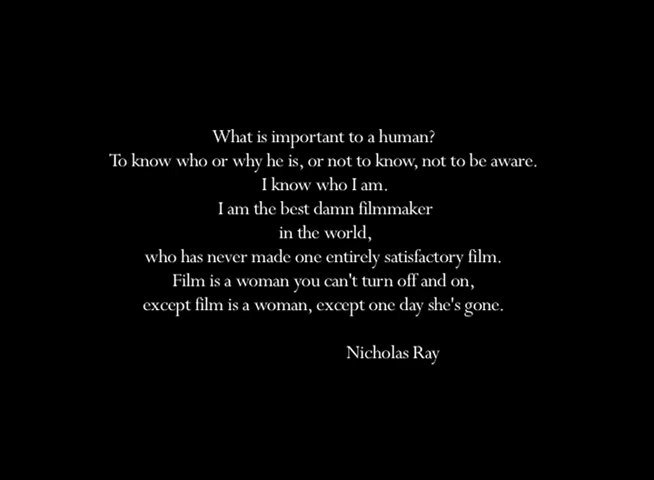 What is important to a human?
To know who or why he is, or not to know, not to be aware.
I know who I am.
I am the best damn filmmaker
in the world,
who has never made one entirely satisfactory film.
Film is a woman you can't turn off and on,
except film is a woman, except one day she's gone.
Nicholas Ray